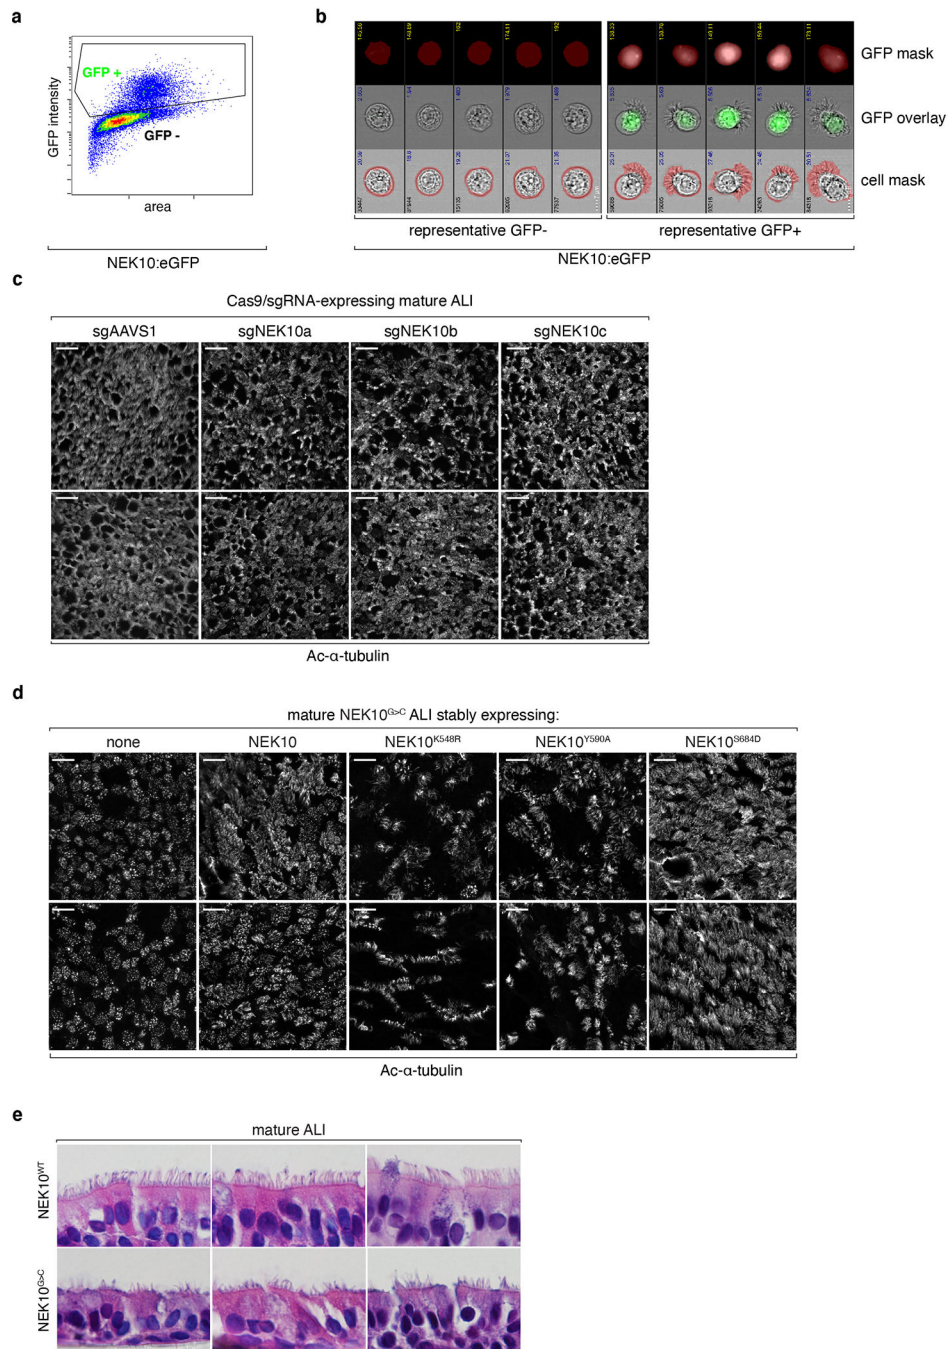 a
GFP +
GFP -
GFP intensity
area
NEK10:eGFP
b
GFP mask
GFP overlay
cell mask
representative GFP-
representative GFP+
NEK10:eGFP
c
Cas9/sgRNA-expressing mature ALI
sgAAVS1
sgNEK10a
sgNEK10b
sgNEK10c
Ac-α-tubulin
d
mature NEK10G>C ALI stably expressing:
none
NEK10
NEK10K548R
NEK10Y590A
NEK10S684D
Ac-α-tubulin
e
mature ALI
NEK10WT
NEK10G>C